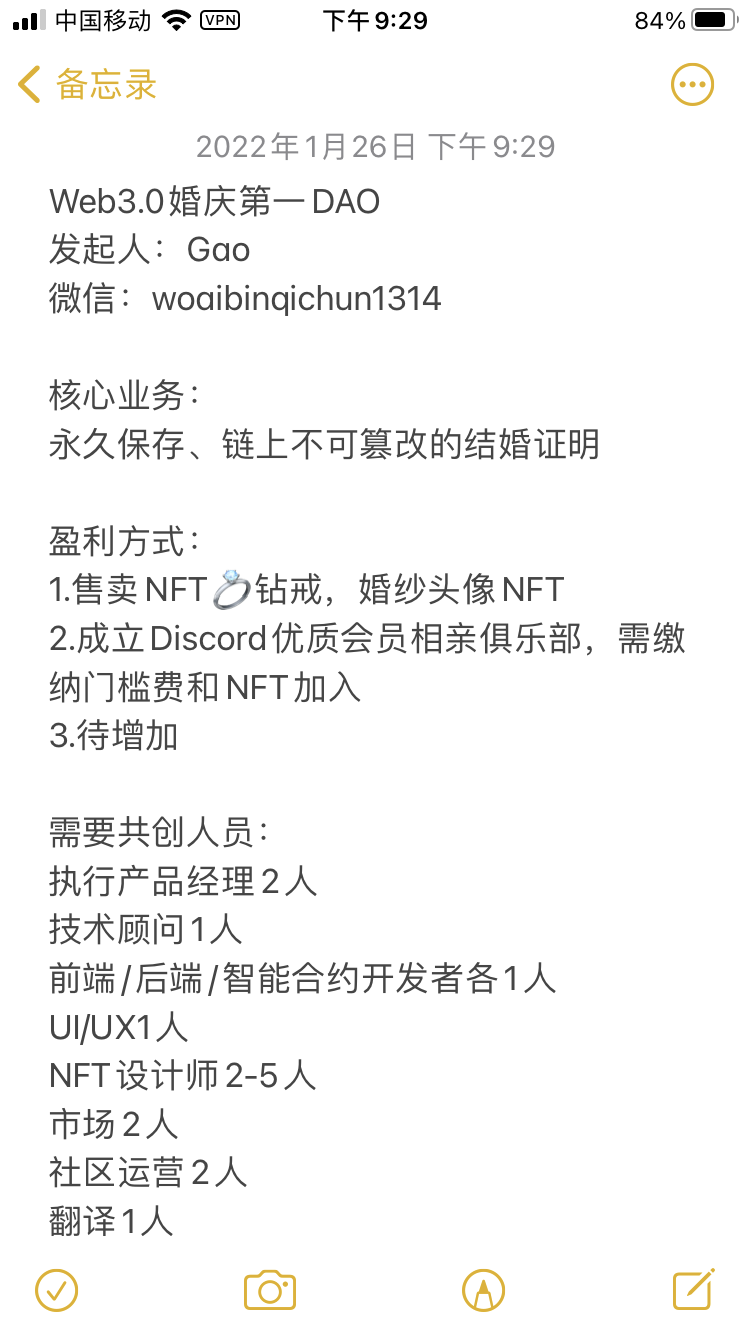 中国移动 VPN 下午9:29 84%
备忘录
2022年1月26日 下午9:29
Web3.0婚庆第一DAO
发起人：Gao
微信：woaibinqichun1314
核心业务：
永久保存、链上不可篡改的结婚证明
盈利方式：
1.售卖NFT💍钻戒，婚纱头像NFT
2.成立Discord优质会员相亲俱乐部，需缴
纳门槛费和NFT加入
3.待增加
需要共创人员：
执行产品经理2人
技术顾问1人
前端/后端/智能合约开发者各1人
UI/UX1人
NFT设计师2-5人
市场2人
社区运营2人
翻译1人